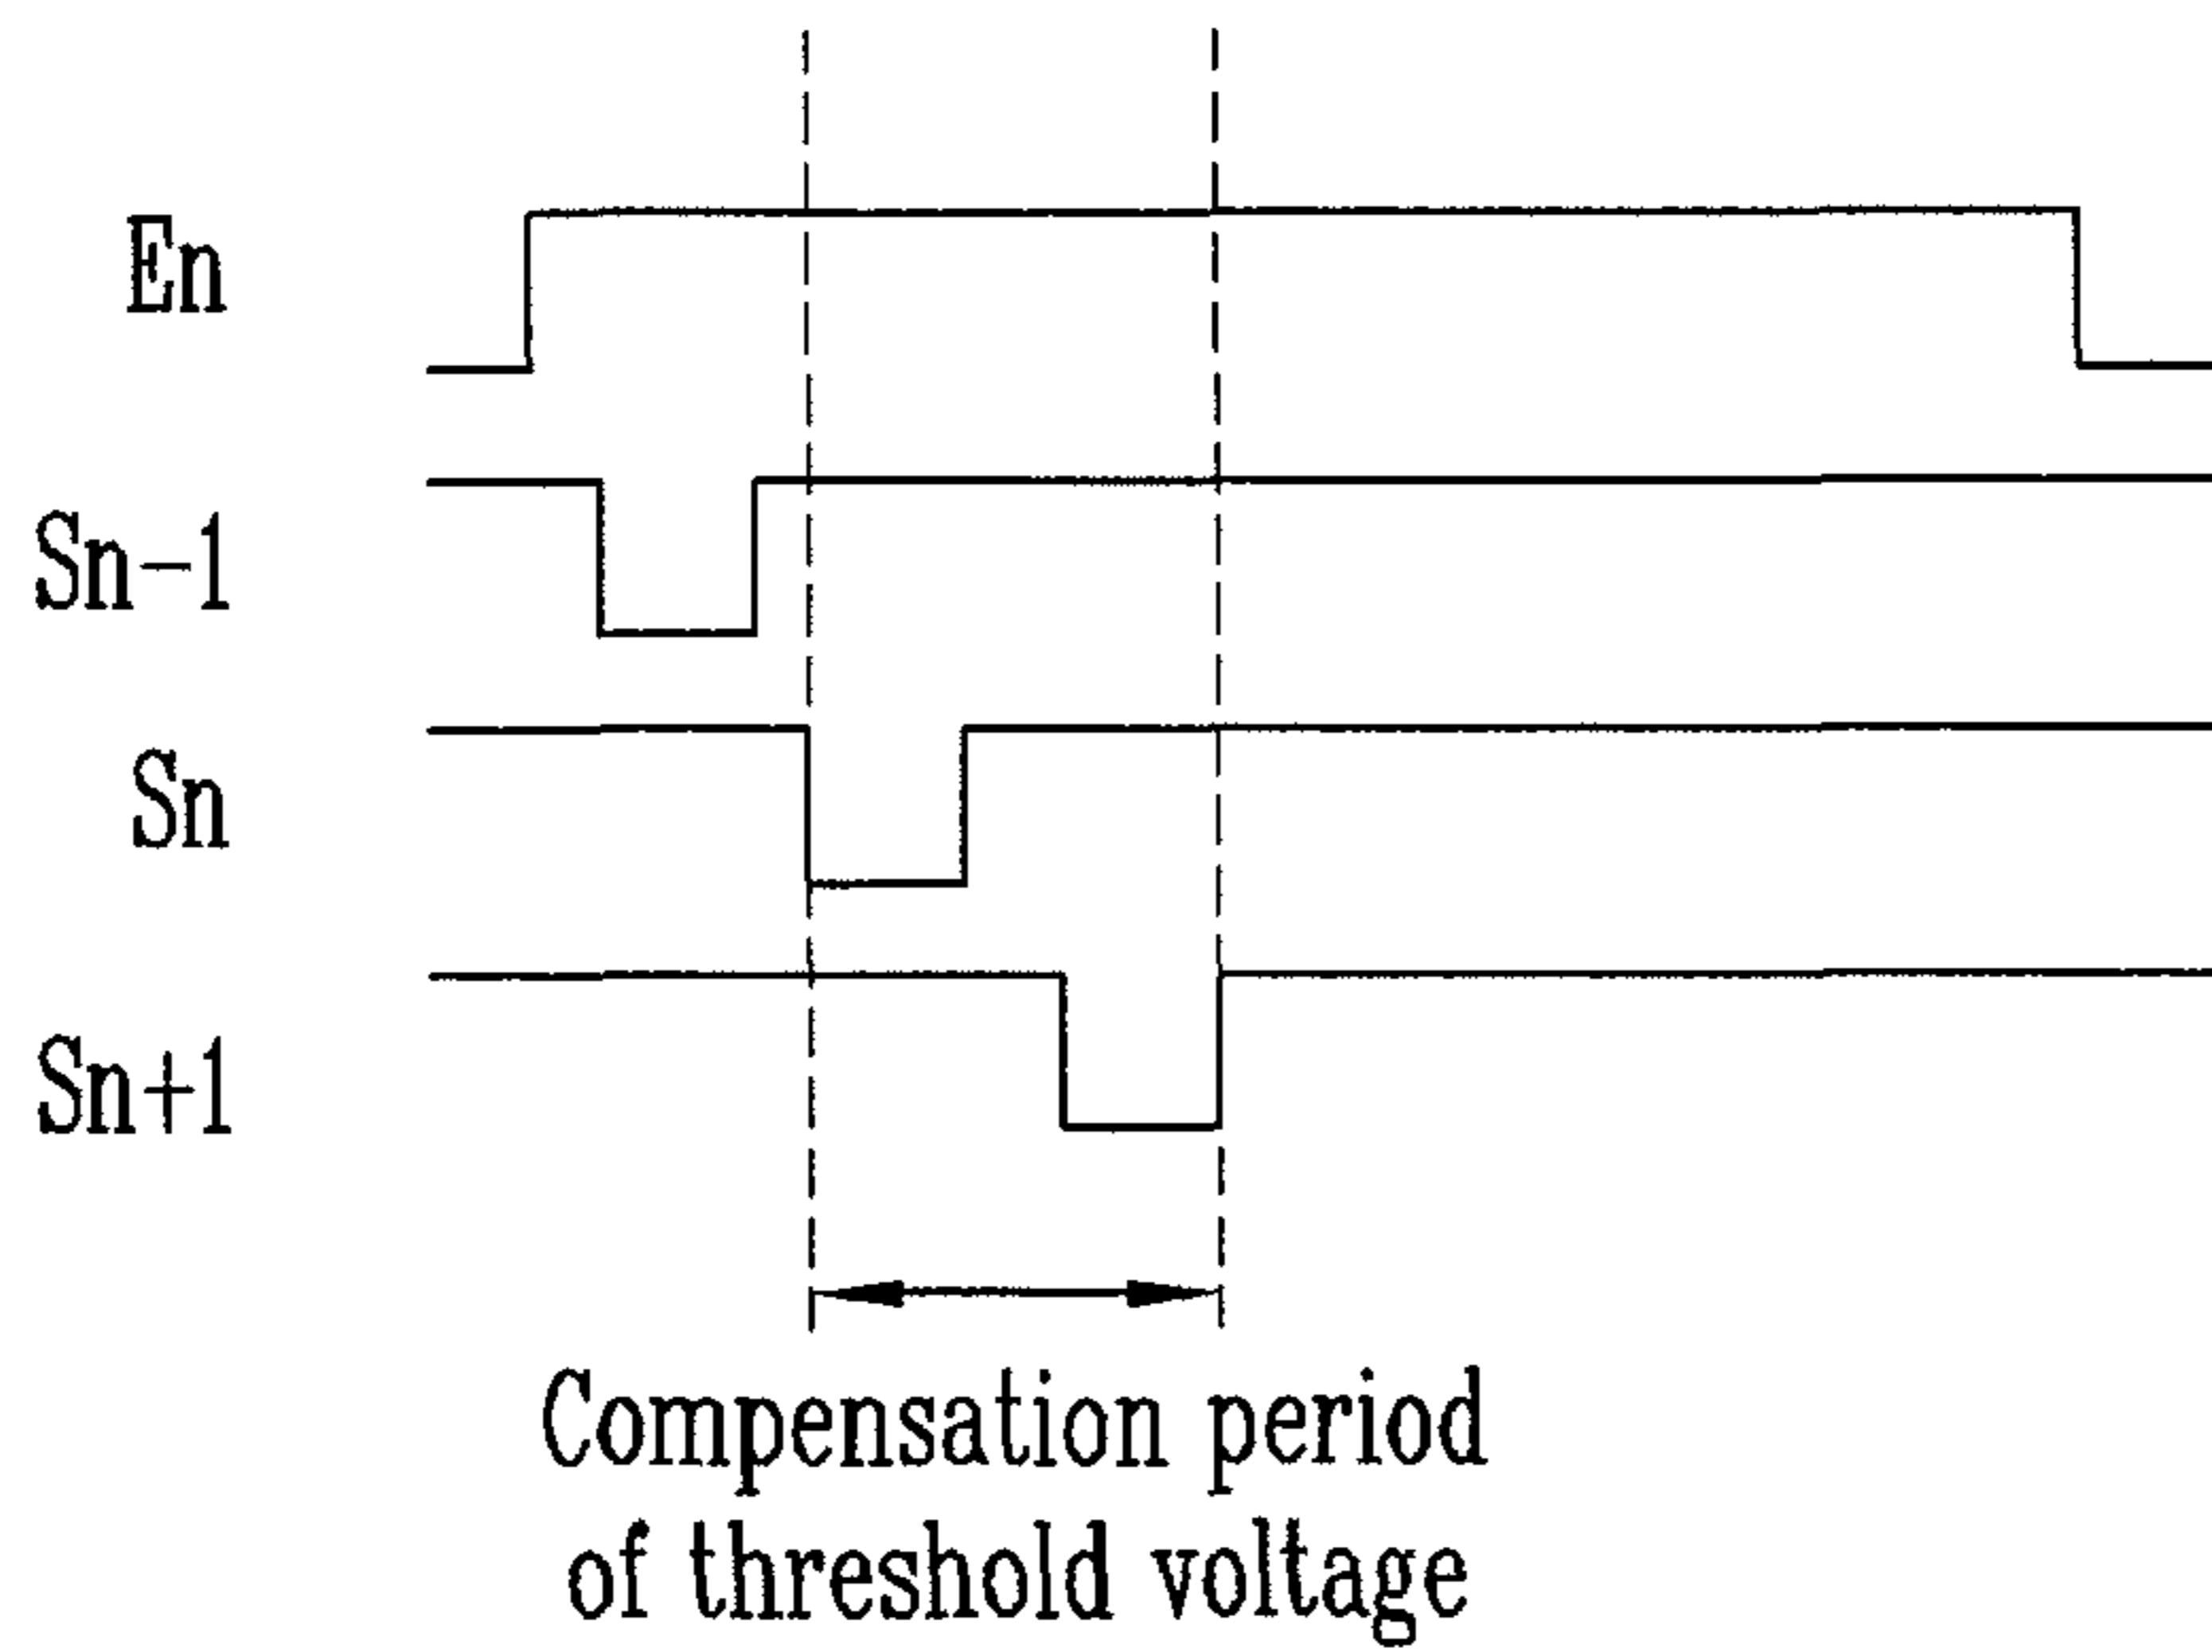 En
Sn-1
Sn
Sn+1
Compensation period
of threshold voltage